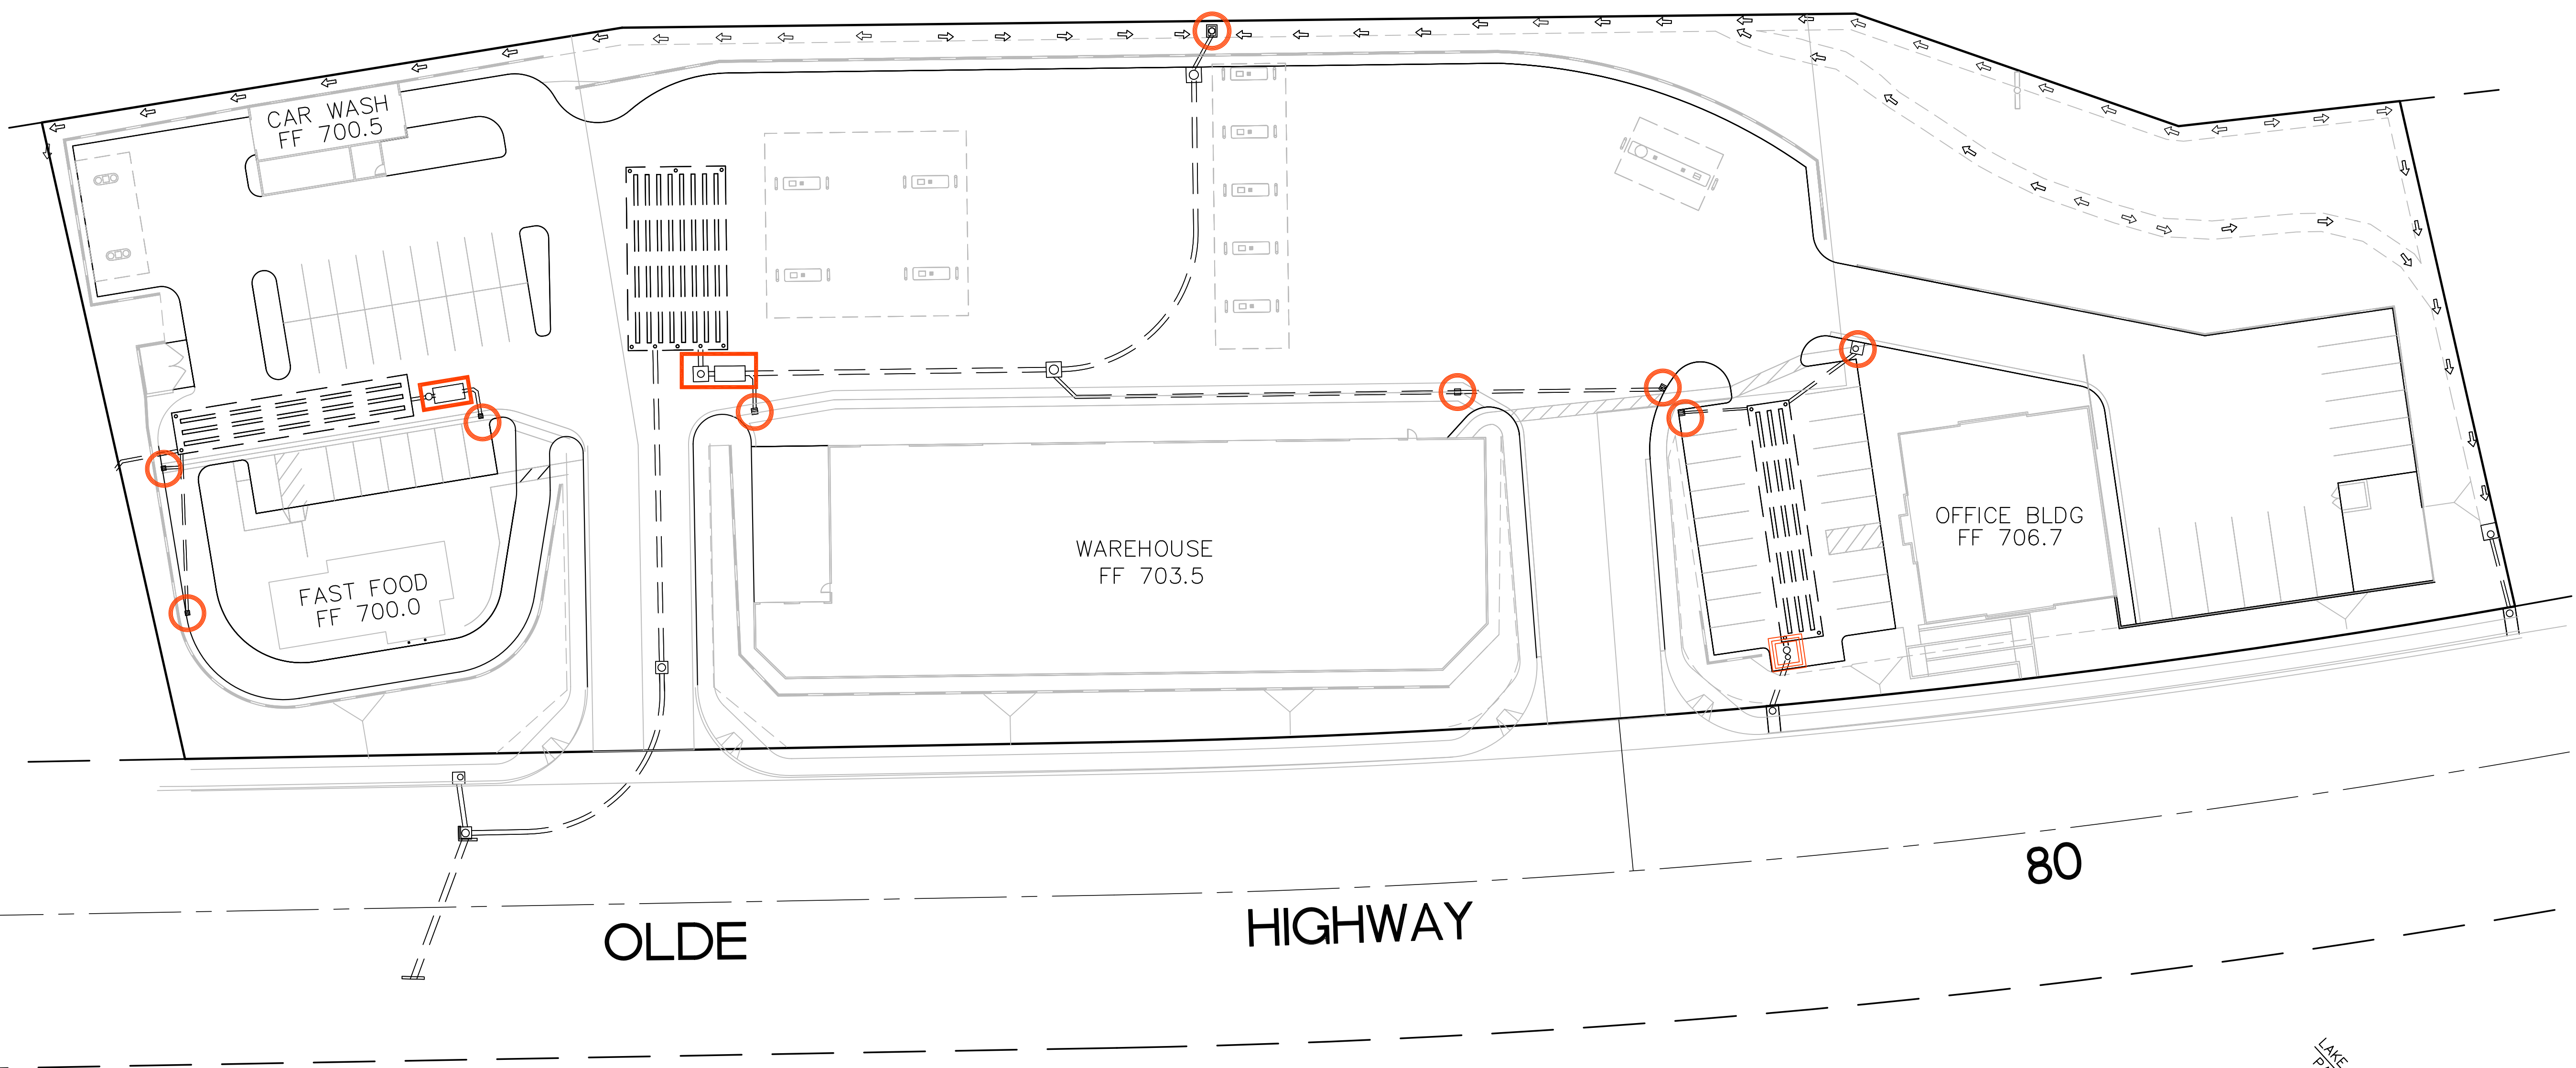 CAR WASH
FF 700.5
OFFICE BLDG
FF 706.7
WAREHOUSE
FF 703.5
FAST FOOD
FF 700.0
OLDE HIGHWAY 80
LAKE